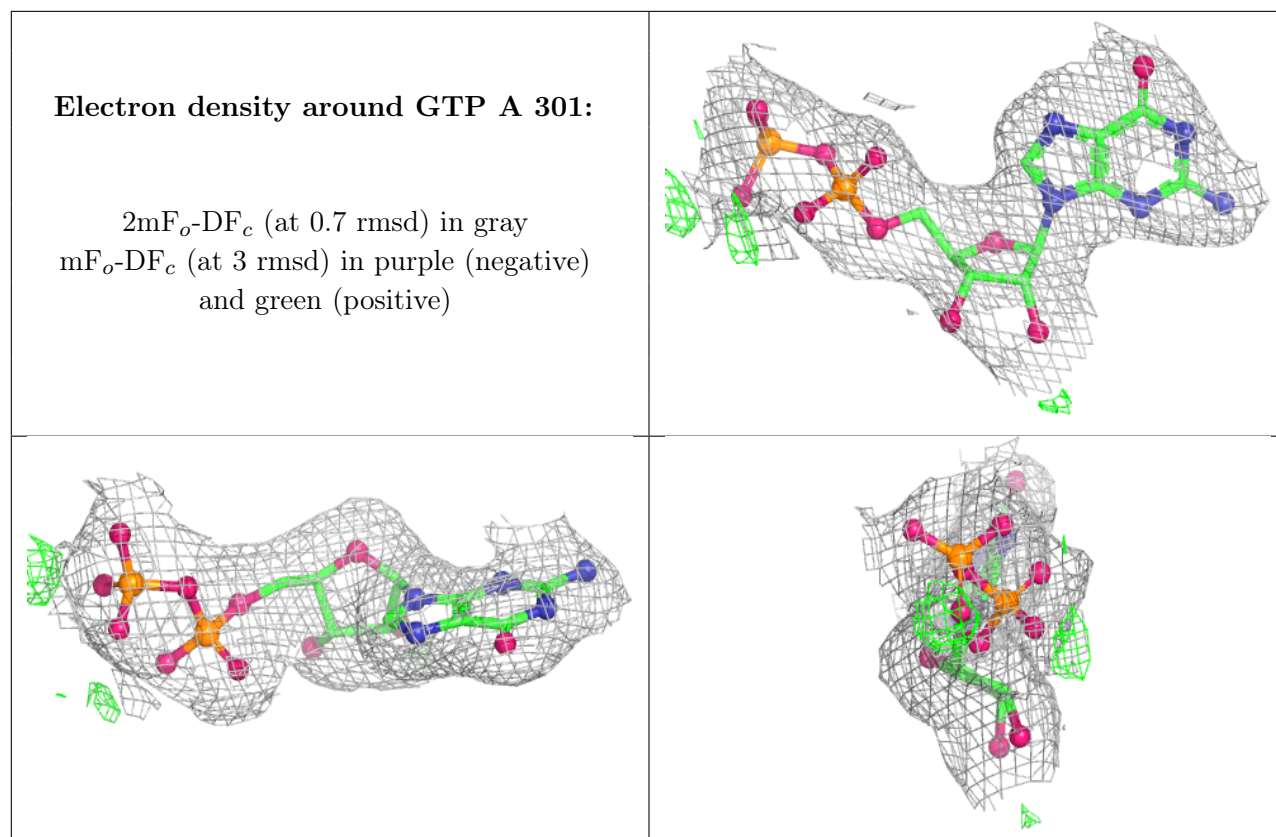 Electron density around GTP A 301:
2mFo-DFc (at 0.7 rmsd) in gray
mFo-DFc (at 3 rmsd) in purple (negative)
and green (positive)